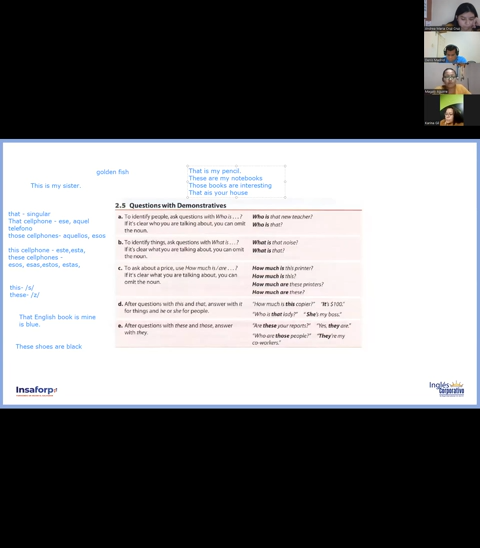 golden fish
This is my sister.
That is my pencil.
These are my notebooks
Those books are interesting
That ais your house
that - singular
That cellphone - ese, aquel
telefono
those cellphones- aquellos, esos
this cellphone - este,esta,
these cellphones -
esos, esas,estos, estas,
this- /s/
these- /z/
That English book is mine
is blue.
These shoes are black
2.5 Questions with Demonstratives
a. To identify people, ask questions with Who is . . . ?
If it's clear who you are talking about, you can omit
the noun.
Who is that new teacher?
Who is that?
b. To identify things, ask questions with What is . . . ?
If it's clear what you are talking about, you can omit
the noun.
What is that noise?
What is that?
c. To ask about a price, use How much is / are . . . ?
If it's clear what you are talking about, you can
omit the noun.
How much is this printer?
How much is this?
How much are these printers?
How much are these?
d. After questions with this and that, answer with it
for things and he or she for people.
"How much is this copier?" "It's $100."
"Who is that lady?" "She's my boss."
e. After questions with these and those, answer
with they.
"Are these your reports?" "Yes, they are."
"Who are those people?" "They're my
co-workers."
Insaforp
Inglés
Corporativo